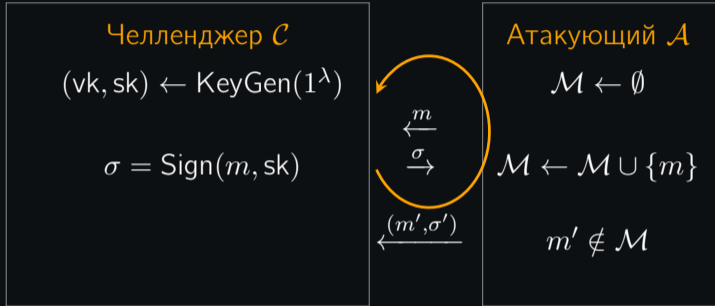 Челленджер 𝒞
Атакующий 𝒜
(vk, sk) ← KeyGen(1^λ)
ℳ ← ∅
m
←
σ = Sign(m, sk)
σ
→
ℳ ← ℳ ∪ {m}
(m′,σ′)
←
m′ ∉ ℳ